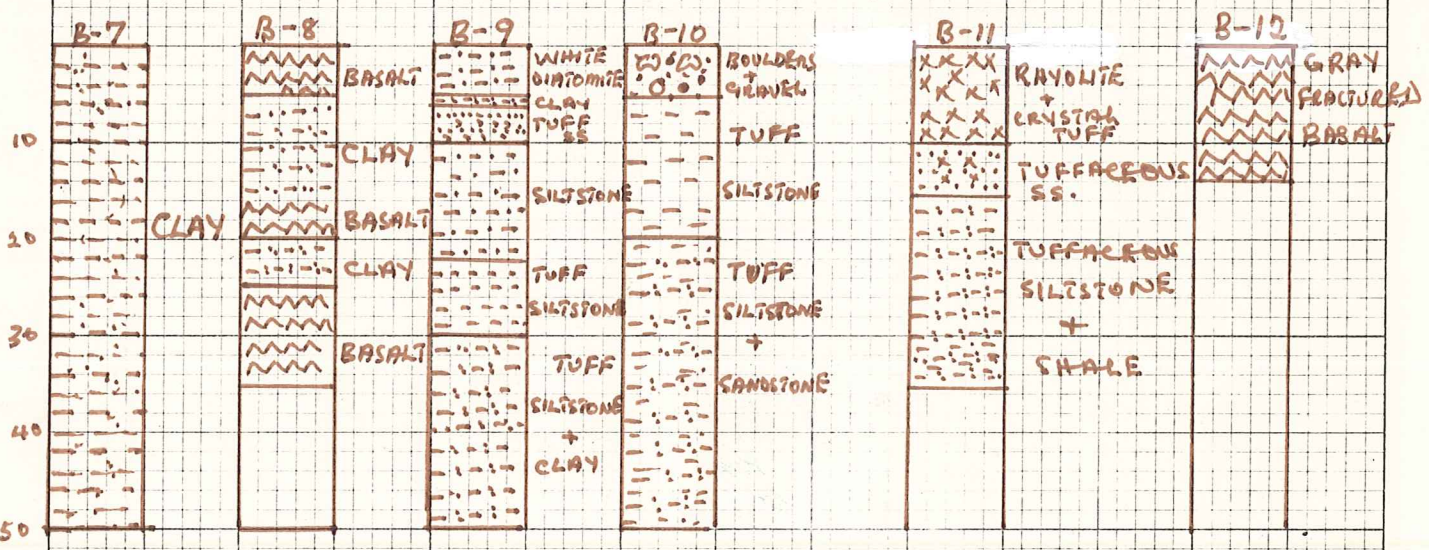 B-7
B-8
B-9
B-10
B-11
B-12
10
20
30
40
50
CLAY
BASALT
CLAY
BASALT
CLAY
BASALT
WHITE
DIATOMITE
CLAY
TUFF
SS
SILTSTONE
TUFF
SILTSTONE
TUFF
SILTSTONE
+
CLAY
BOULDERS
+
GRAVEL
TUFF
SILTSTONE
TUFF
SILTSTONE
+
SANDSTONE
RAYOLITE
+
CRYSTAL
TUFF
TUFFACEOUS
SS.
TUFFACEOUS
SILTSTONE
+
SHALE
GRAY
FRACTURED
BASALT